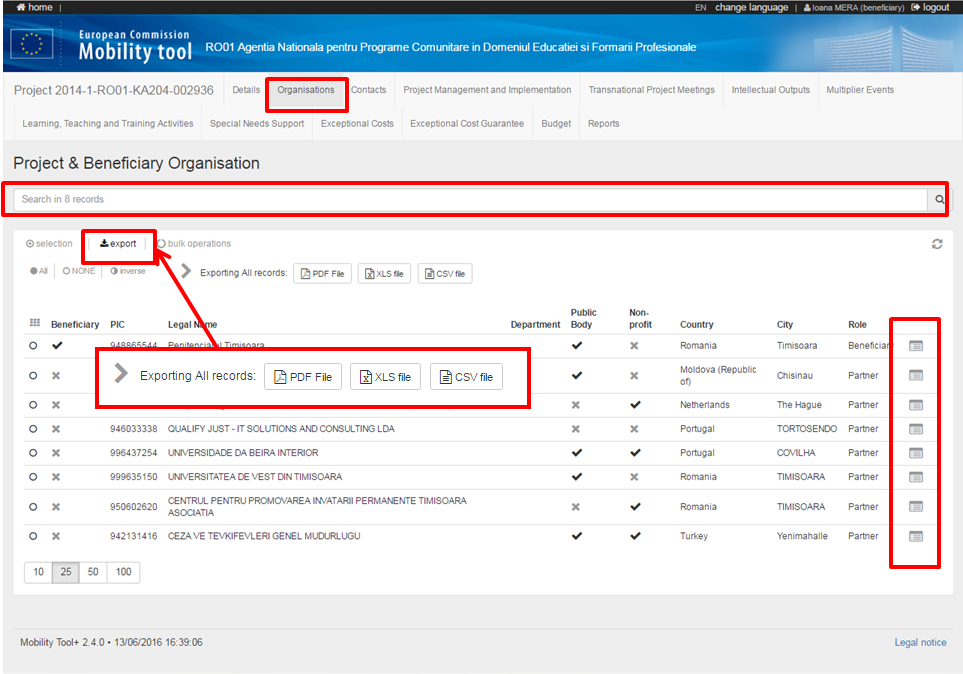 home |
EN change language | Ioana MERA (beneficiary) logout
European Commission
Mobility tool
RO01 Agentia Nationala pentru Programe Comunitare in Domeniul Educatiei si Formarii Profesionale
Project 2014-1-RO01-KA204-002936 Details Organisations Contacts Project Management and Implementation Transnational Project Meetings Intellectual Outputs Multiplier Events
Learning, Teaching and Training Activities Special Needs Support Exceptional Costs Exceptional Cost Guarantee Budget Reports
Project & Beneficiary Organisation
Search in 8 records
selection export bulk operations
All NONE Inverse Exporting All records: PDF File XLS file CSV file
Beneficiary PIC Legal Name Department Public Body Non-profit Country City Role
948865544 Penitenciarul Timisoara Romania Timisoara Beneficiary
Moldova (Republic
of) Chisinau Partner
Exporting All records: PDF File XLS file CSV file
Netherlands The Hague Partner
946033338 QUALIFY JUST - IT SOLUTIONS AND CONSULTING LDA Portugal TORTOSENDO Partner
996437254 UNIVERSIDADE DA BEIRA INTERIOR Portugal COVILHA Partner
999635150 UNIVERSITATEA DE VEST DIN TIMISOARA Romania TIMISOARA Partner
950602620 CENTRUL PENTRU PROMOVAREA INVATARII PERMANENTE TIMISOARA
ASOCIATIA Romania TIMISOARA Partner
942131416 CEZA VE TEVKIFEVLERI GENEL MUDURLUGU Turkey Yenimahalle Partner
10 25 50 100
Mobility Tool+ 2.4.0 • 13/06/2016 16:39:06
Legal notice